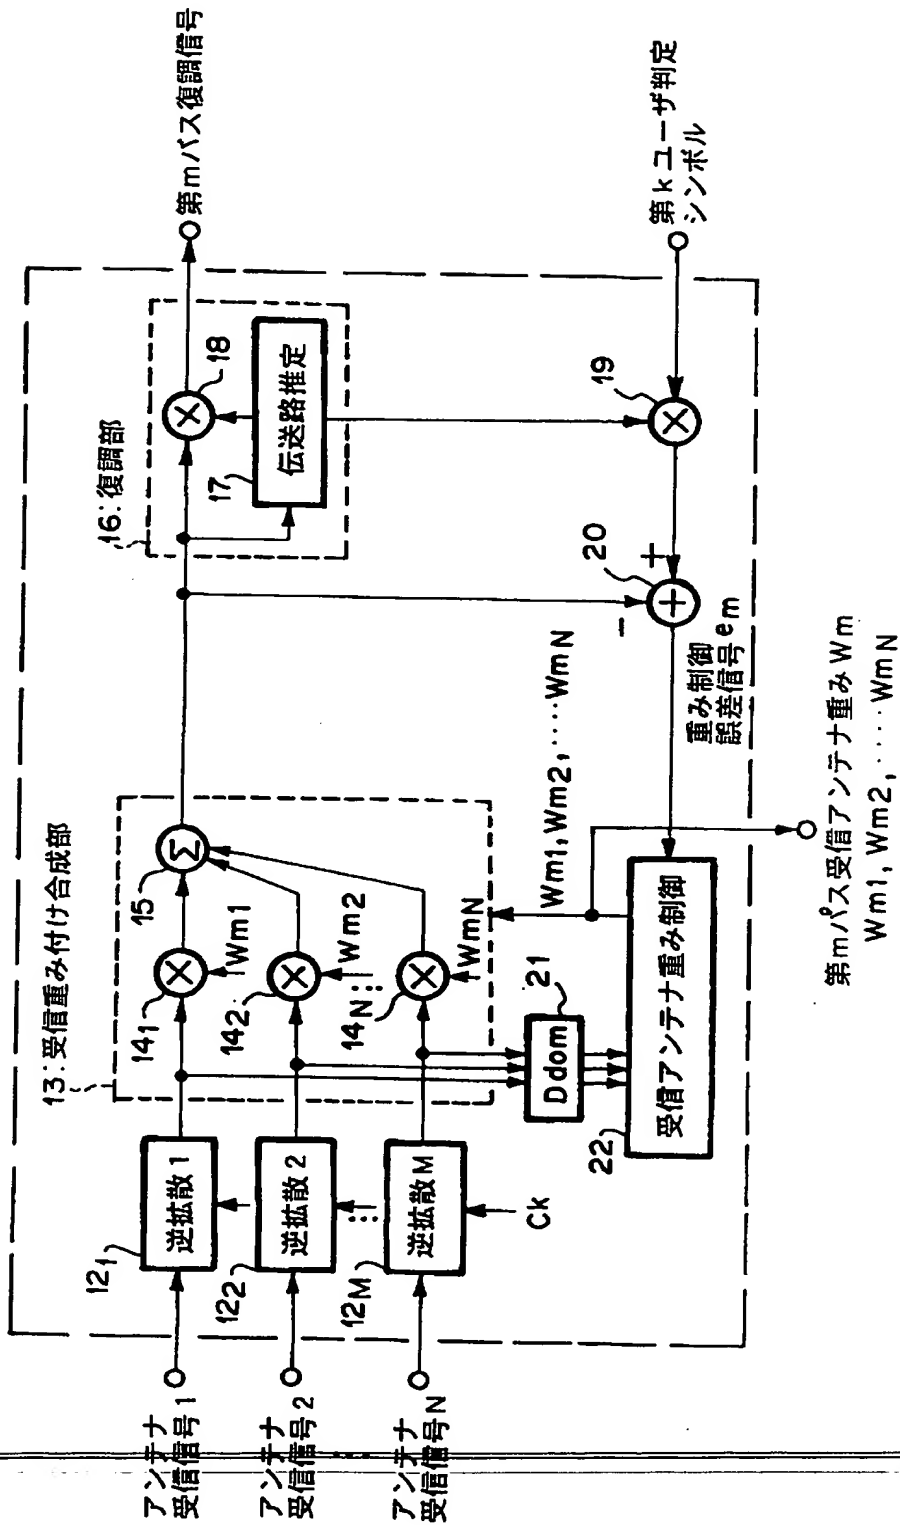 アンテナ
受信信号1
アンテナ
受信信号2
アンテナ
受信信号N
12₁
逆拡散1
12₂
逆拡散2
12M
逆拡散M
Ck
13:受信重み付け合成部
14₁
Wm1
14₂
Wm2
14N
WmN
15
Σ
16:復調部
17
伝送路推定
18
第mパス復調信号
19
第kユーザ判定
シンボル
20
+
-
重み制御
誤差信号em
Wm1,Wm2,····WmN
21
Ddom
22
受信アンテナ重み制御
第mパス受信アンテナ重みWm
Wm1,Wm2,····WmN